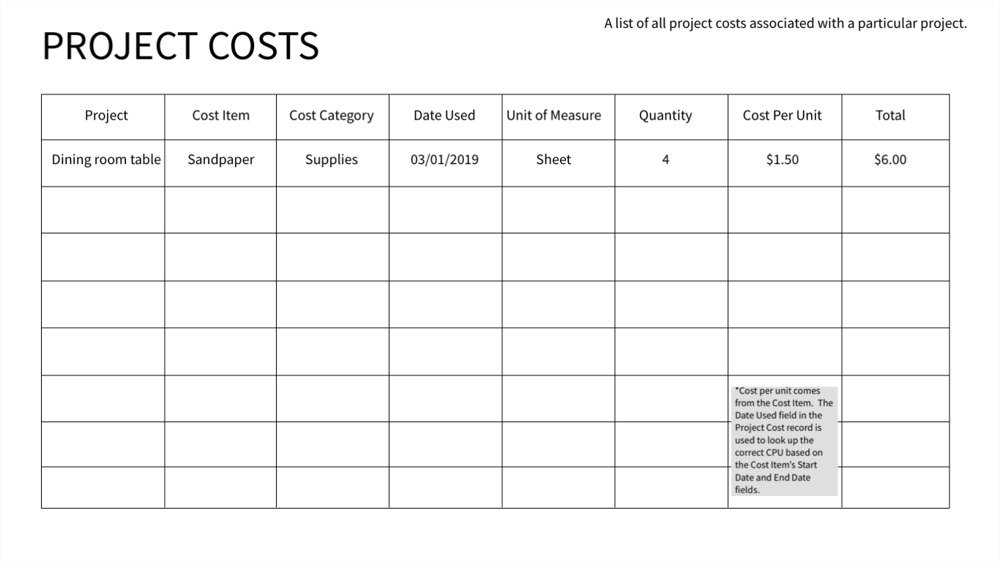 A list of all project costs associated with a particular project.
PROJECT COSTS
Project Cost Item Cost Category Date Used Unit of Measure Quantity Cost Per Unit Total
Dining room table Sandpaper Supplies 03/01/2019 Sheet 4 $1.50 $6.00
*Cost per unit comes
from the Cost Item.  The
Date Used field in the
Project Cost record is
used to look up the
correct CPU based on
the Cost Item's Start
Date and End Date
fields.